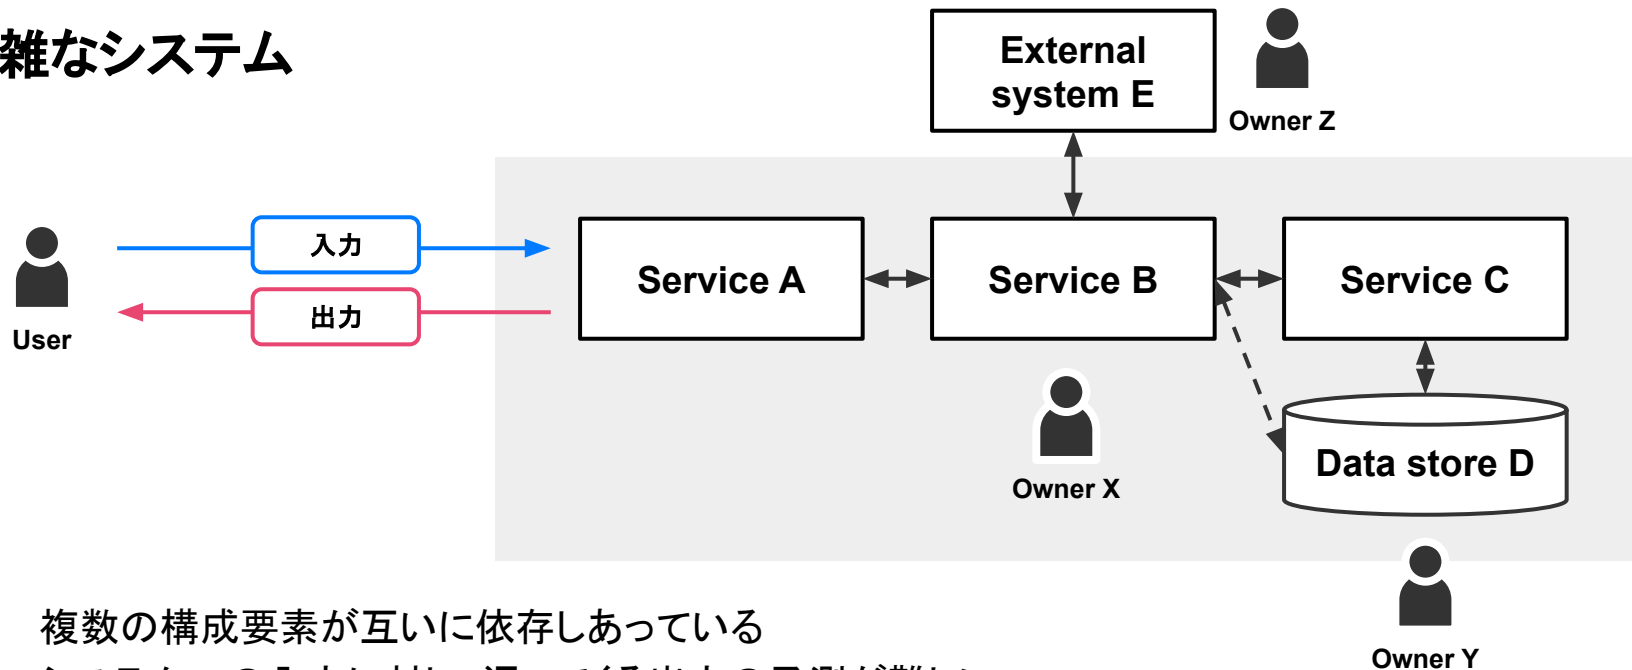 雑なシステム
External
system E
Owner Z
入力
出力
User
Service A
Service B
Service C
Data store D
Owner X
Owner Y
複数の構成要素が互いに依存しあっている